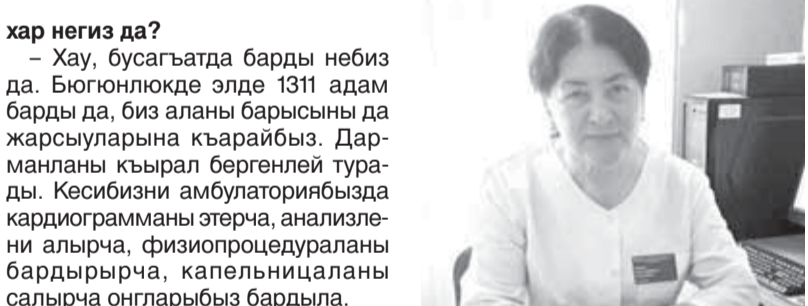 хар негиз да?
– Хау, бусагъатда барды небиз
да. Бюгюнлюкде элде 1311 адам
барды да, биз аланы барысыны да
жарсыуларына къарайбыз. Дар-
манланы къырал бергенлей тура-
ды. Кесибизни амбулаториябызда
кардиограмманы этерча, анализле-
ни алырча, физиопроцедураланы
бардырырча, капельницаланы
салырча онгларыбыз бардыла.